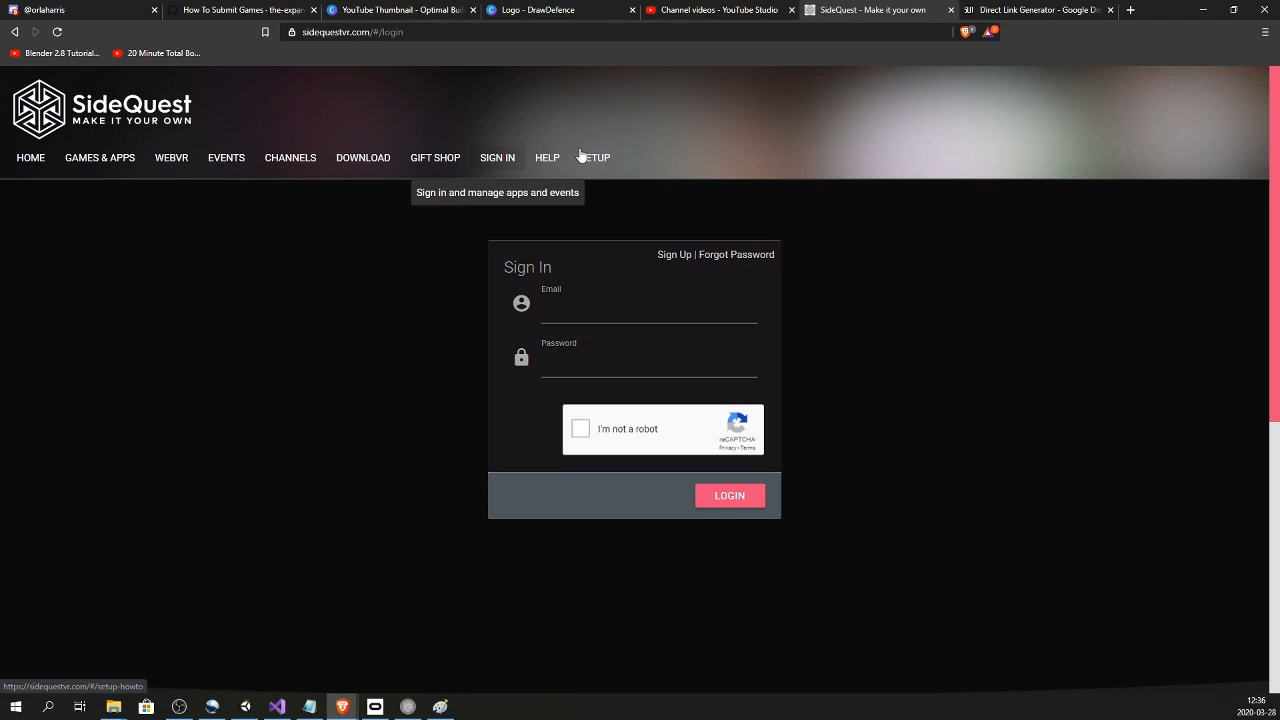 @orlaharris
How To Submit Games · the-expan
YouTube Thumbnail - Optimal Buil
Logo - DrawDefence
Channel videos - YouTube Studio
SideQuest - Make it your own
Direct Link Generator - Google Dri
sidequestvr.com/#/login
Blender 2.8 Tutorial...
20 Minute Total Bo...
SideQuest
MAKE IT YOUR OWN
HOME
GAMES & APPS
WEBVR
EVENTS
CHANNELS
DOWNLOAD
GIFT SHOP
SIGN IN
HELP
SETUP
Sign in and manage apps and events
Sign Up | Forgot Password
Sign In
Email
Password
I'm not a robot
reCAPTCHA
Privacy - Terms
LOGIN
https://sidequestvr.com/#/setup-howto
12:36
2020-03-28